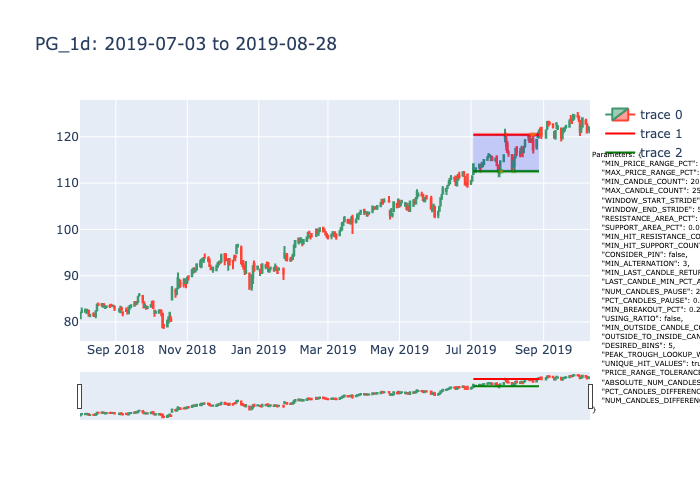 PG_1d: 2019-07-03 to 2019-08-28
120
110
100
90
80
Sep 2018
Nov 2018
Jan 2019
Mar 2019
May 2019
Jul 2019
Sep 2019
trace 0
trace 1
trace 2
Parameters: {
"MIN_PRICE_RANGE_PCT":
"MAX_PRICE_RANGE_PCT":
"MIN_CANDLE_COUNT": 20
"MAX_CANDLE_COUNT": 25
"WINDOW_START_STRIDE"
"WINDOW_END_STRIDE": 5
"RESISTANCE_AREA_PCT":
"SUPPORT_AREA_PCT": 0.0
"MIN_HIT_RESISTANCE_CO
"MIN_HIT_SUPPORT_COUNT
"CONSIDER_PIN": false,
"MIN_ALTERNATION": 3,
"MIN_LAST_CANDLE_RETUR
"LAST_CANDLE_MIN_PCT_A
"NUM_CANDLES_PAUSE": 2
"PCT_CANDLES_PAUSE": 0.
"MIN_BREAKOUT_PCT": 0.2
"USING_RATIO": false,
"MIN_OUTSIDE_CANDLE_CO
"OUTSIDE_TO_INSIDE_CAN
"DESIRED_BINS": 5,
"PEAK_TROUGH_LOOKUP_W
"UNIQUE_HIT_VALUES": tru
"PRICE_RANGE_TOLERANC
"ABSOLUTE_NUM_CANDLES
"PCT_CANDLES_DIFFERENC
"NUM_CANDLES_DIFFEREN
}